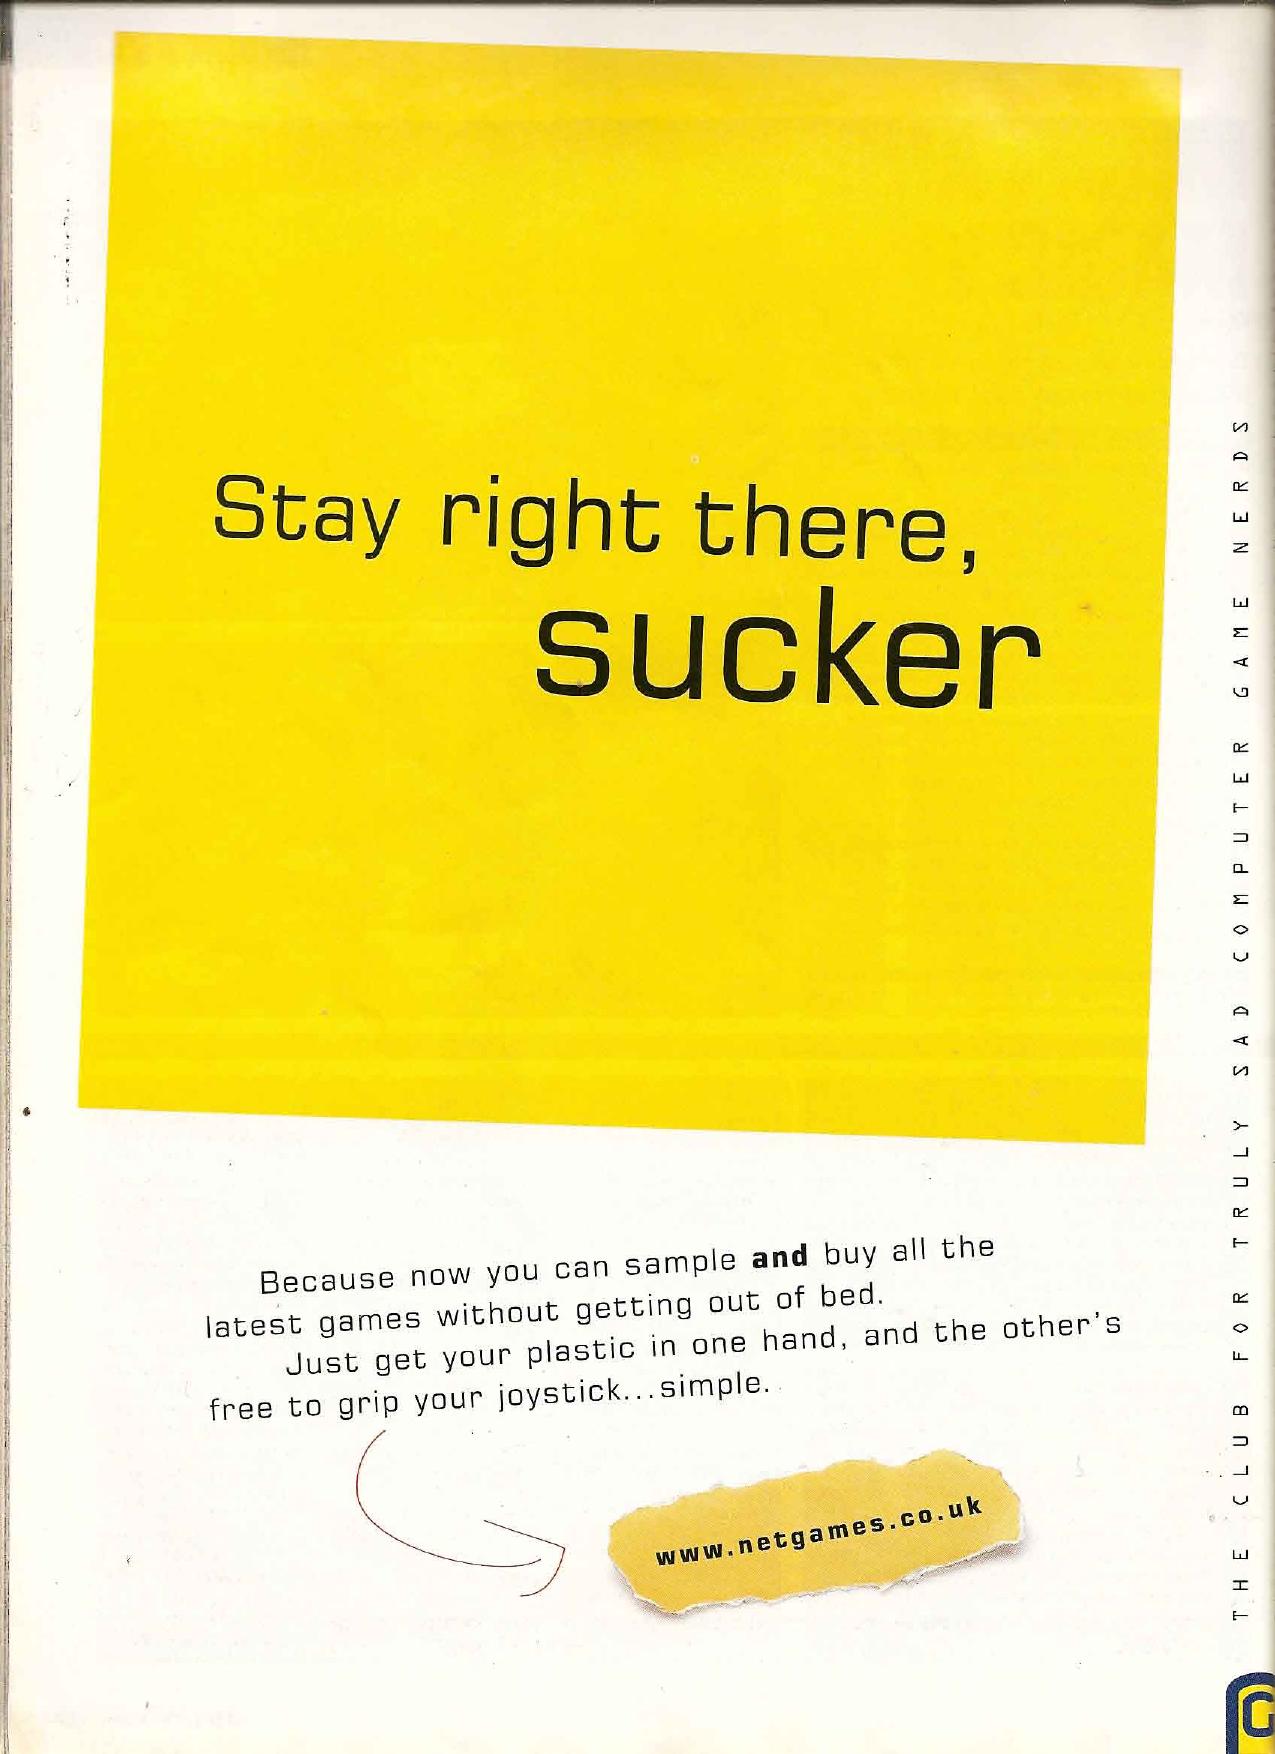 Stay right there,
sucker
Because now you can sample and buy all the
latest games without getting out of bed.
Just get your plastic in one hand, and the other's
free to grip your joystick...simple.
www.netgames.co.uk
THE CLUB FOR TRULY SAD COMPUTER GAME NERDS
G